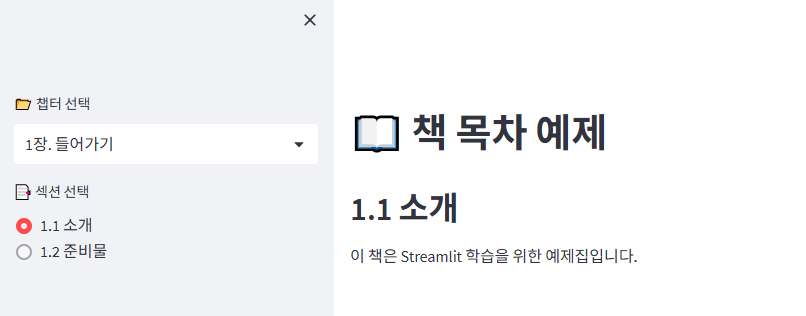 📂 챕터 선택
1장. 들어가기
📑 섹션 선택
1.1 소개
1.2 준비물
📖 책 목차 예제
1.1 소개
이 책은 Streamlit 학습을 위한 예제집입니다.